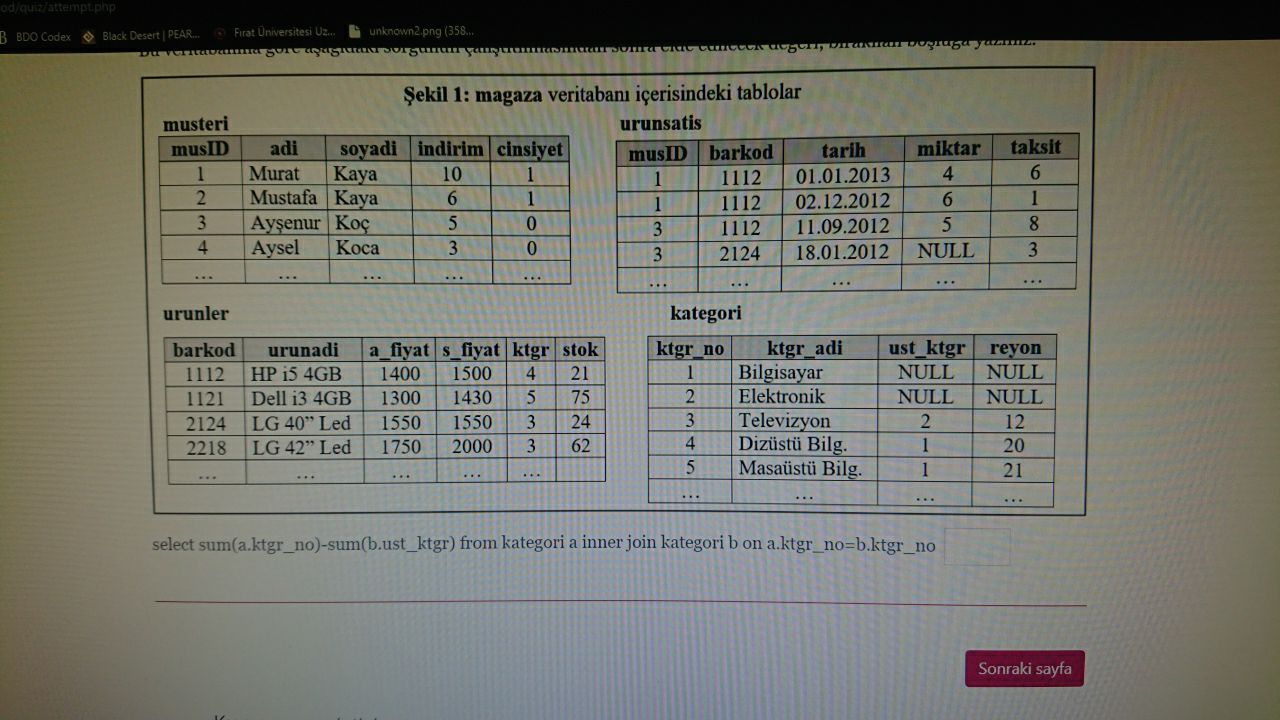 od/quiz/attempt.php
BDO Codex Black Desert | PEAR... Fırat Üniversitesi Uz... unknown2.png (358...
Bu veritabanına göre aşağıdaki sorgunun çalıştırılmasından sonra elde edilecek değeri, bırakılan boşluğa yazınız.
Şekil 1: magaza veritabanı içerisindeki tablolar
musteri
musID adi soyadi indirim cinsiyet
1 Murat Kaya 10 1
2 Mustafa Kaya 6 1
3 Ayşenur Koç 5 0
4 Aysel Koca 3 0
... ... ... ... ...
urunsatis
musID barkod tarih miktar taksit
1 1112 01.01.2013 4 6
1 1112 02.12.2012 6 1
3 1112 11.09.2012 5 8
3 2124 18.01.2012 NULL 3
... ... ... ... ...
urunler
barkod urunadi a_fiyat s_fiyat ktgr stok
1112 HP i5 4GB 1400 1500 4 21
1121 Dell i3 4GB 1300 1430 5 75
2124 LG 40” Led 1550 1550 3 24
2218 LG 42” Led 1750 2000 3 62
... ... ... ... ...
kategori
ktgr_no ktgr_adi ust_ktgr reyon
1 Bilgisayar NULL NULL
2 Elektronik NULL NULL
3 Televizyon 2 12
4 Dizüstü Bilg. 1 20
5 Masaüstü Bilg. 1 21
... ... ... ...
select sum(a.ktgr_no)-sum(b.ust_ktgr) from kategori a inner join kategori b on a.ktgr_no=b.ktgr_no
Sonraki sayfa